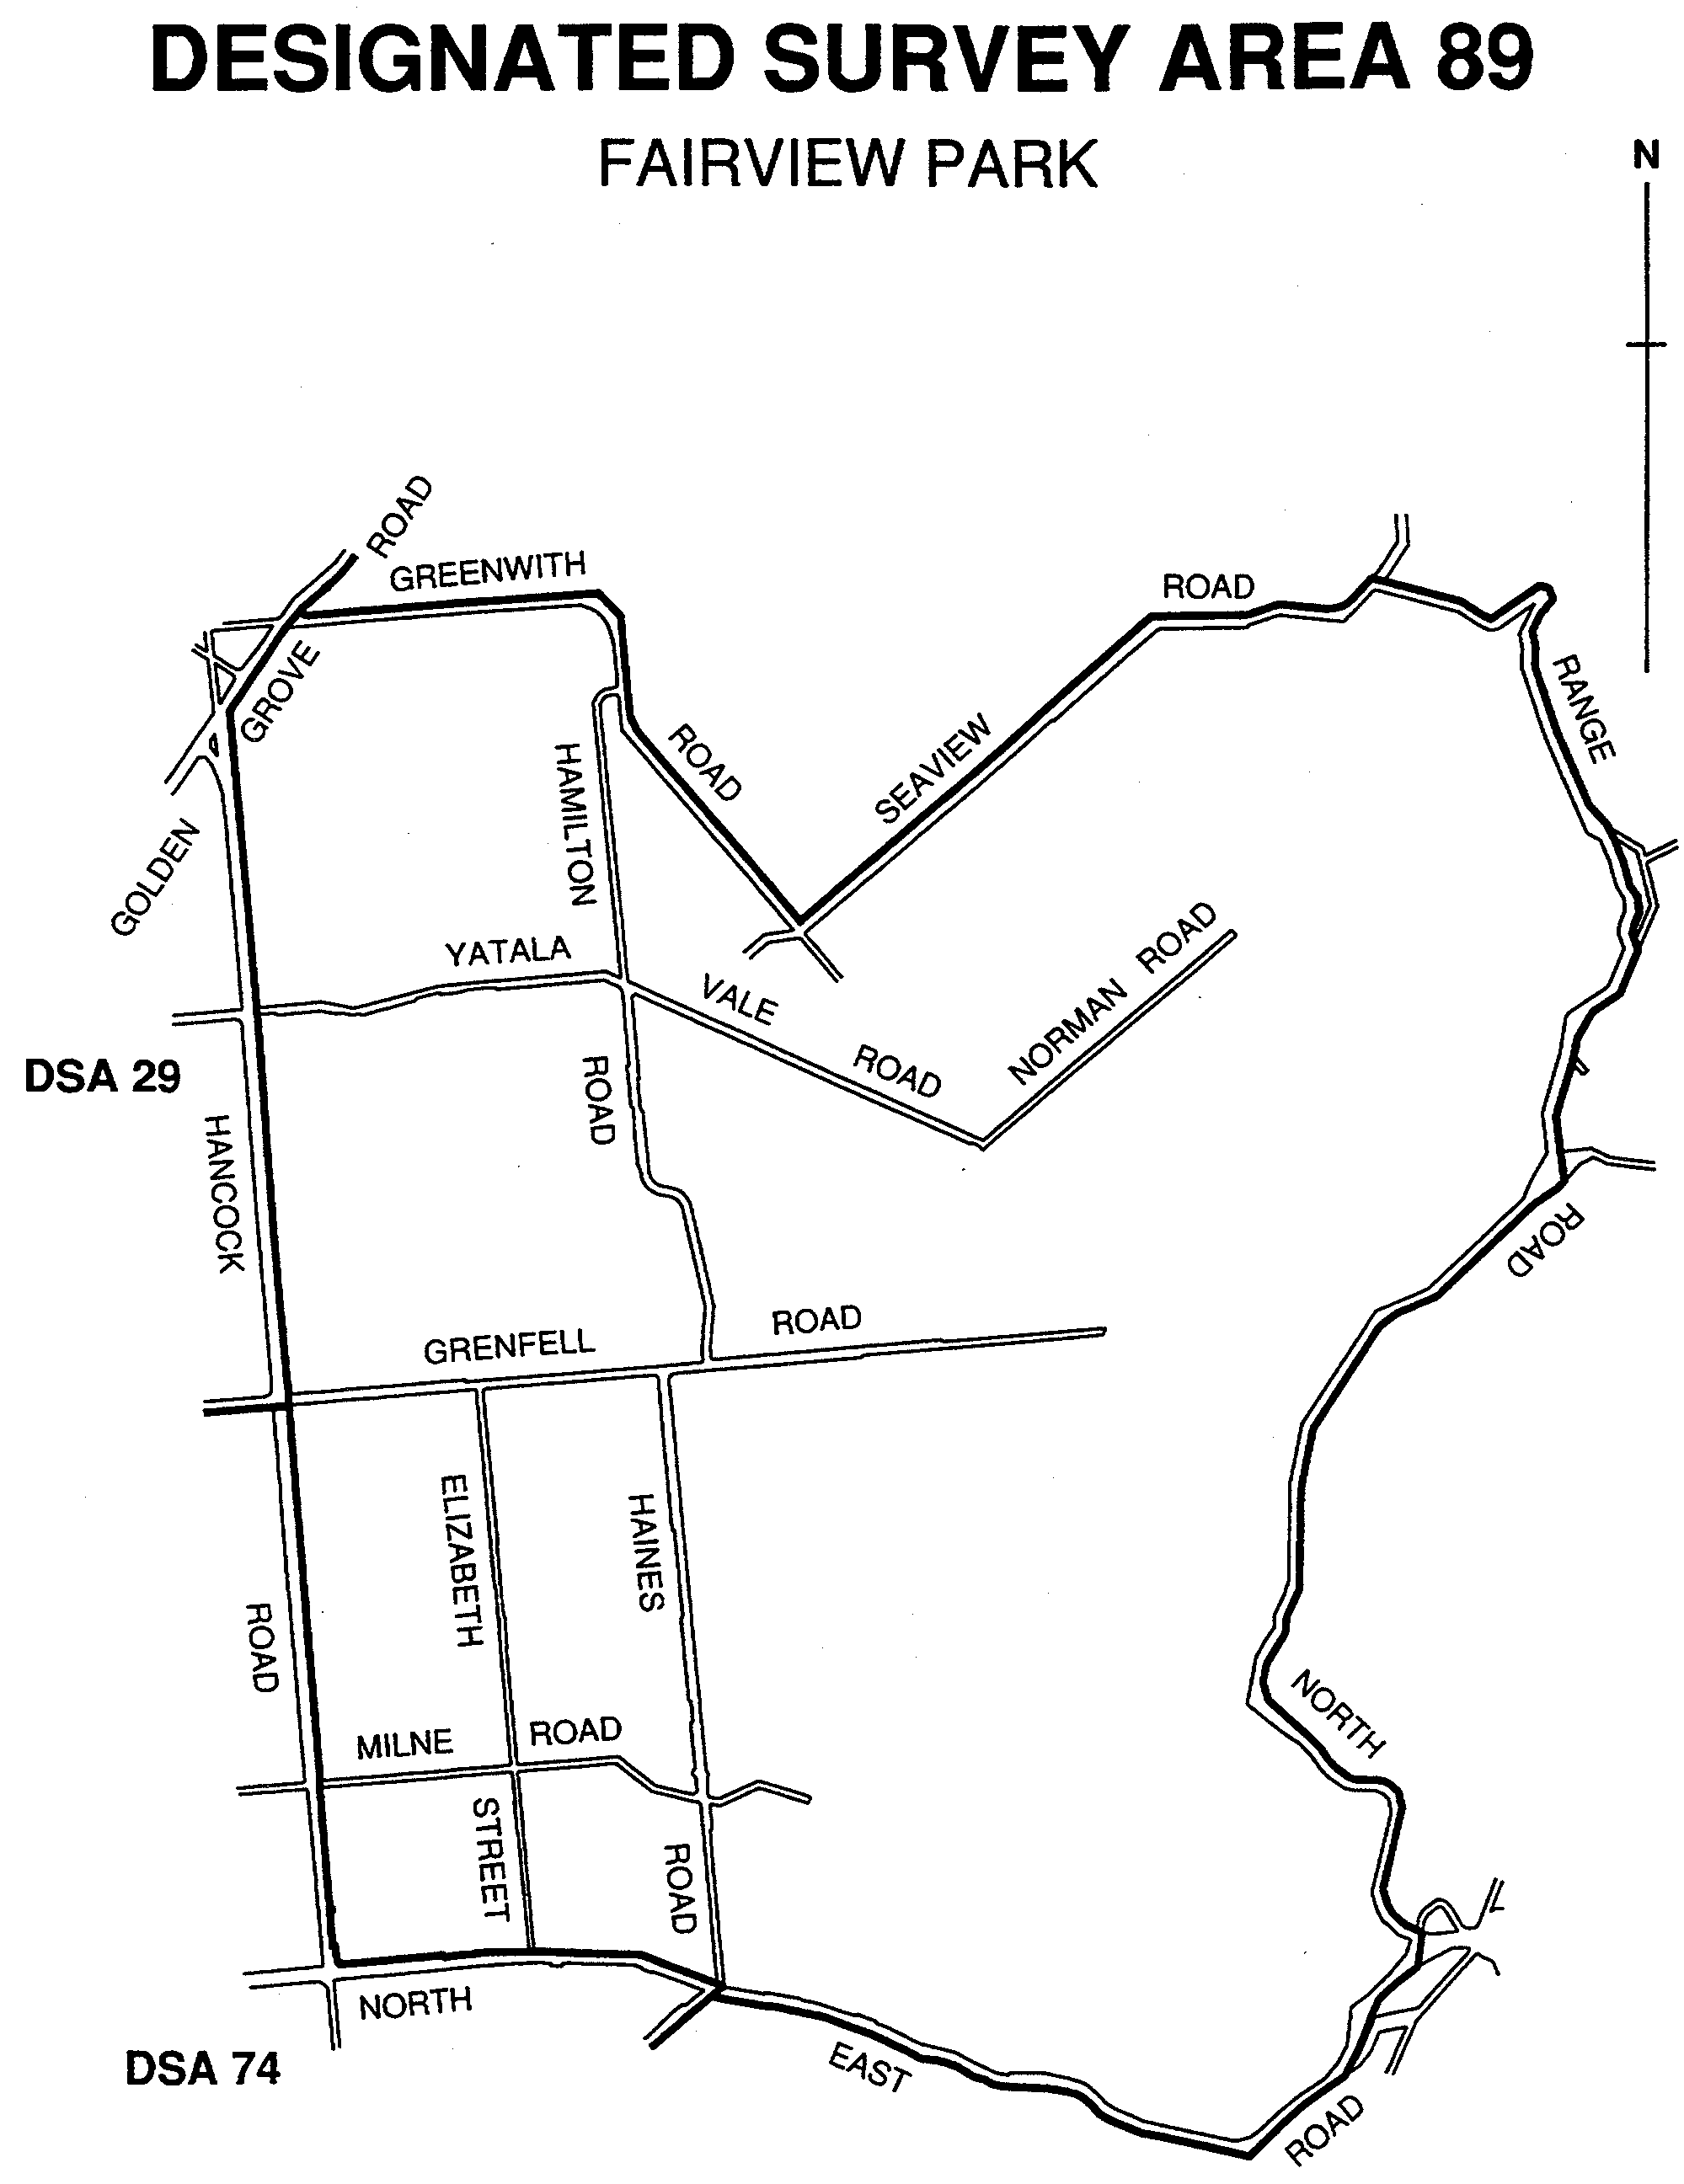 DESIGNATED SURVEY AREA 89
FAIRVIEW PARK
N
ROAD
GREENWITH
ROAD
GROVE
RANGE
ROAD
HAMILTON
SEAVIEW
GOLDEN
YATALA
VALE
NORMAN ROAD
ROAD
DSA 29
ROAD
HANCOCK
ROAD
GRENFELL
ROAD
ELIZABETH
HAINES
ROAD
NORTH
MILNE
ROAD
STREET
ROAD
NORTH
EAST
DSA 74
ROAD